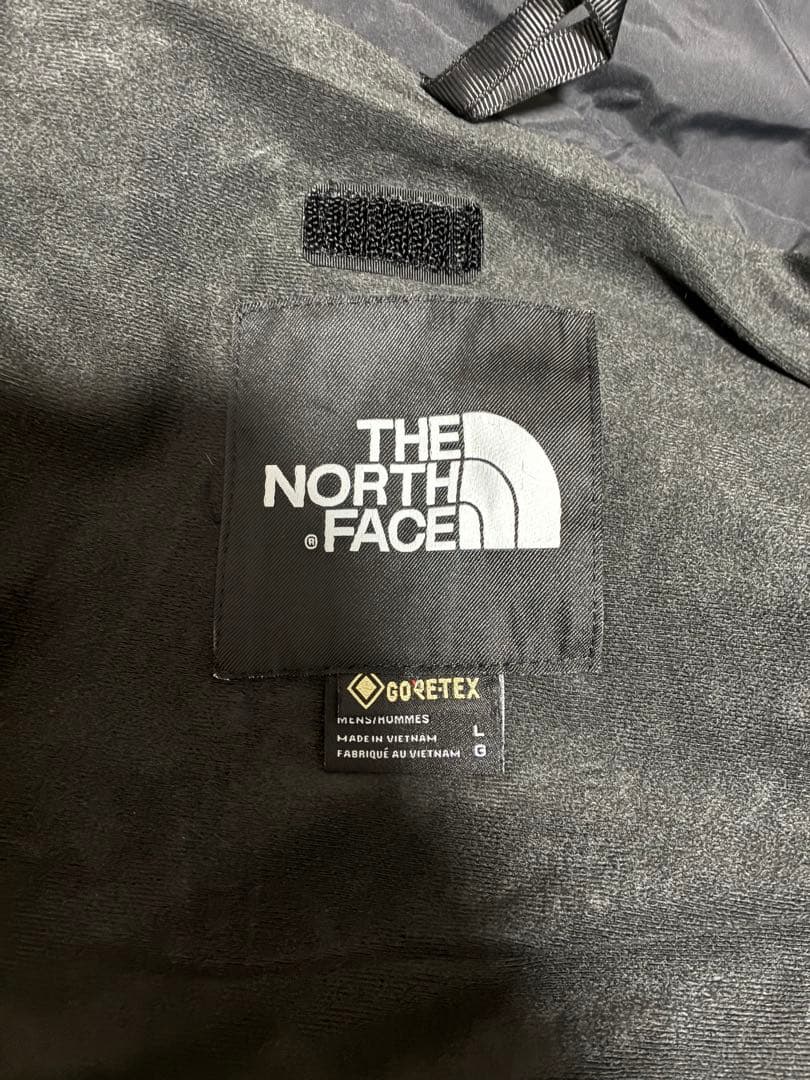 THE
NORTH
® FACE
GORE-TEX
MENS/HOMMES
MADE IN VIETNAM L
FABRIQUÉ AU VIETNAM G